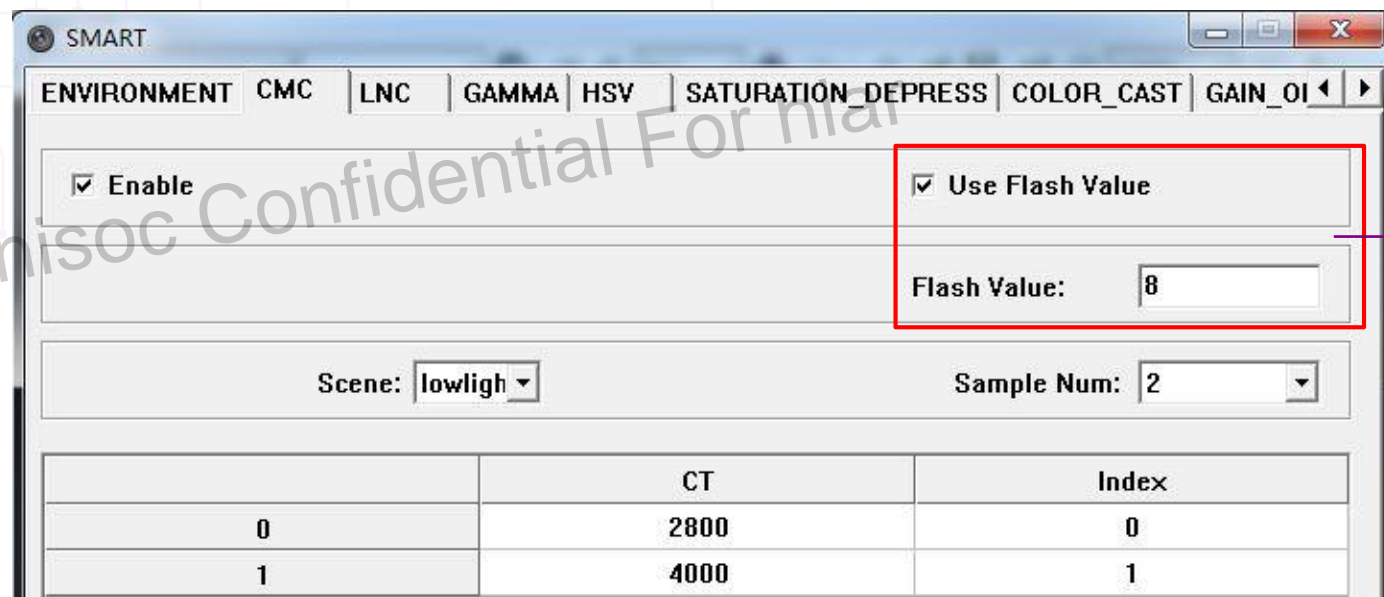 SMART
ENVIRONMENT CMC LNC GAMMA HSV SATURATION_DEPRESS COLOR_CAST
Enable Use Flash Value
Confidential For hiar
Flash Value: 8
Scene: lowligh Sample Num: 2
CT Index
0 2800 0
1 4000 1